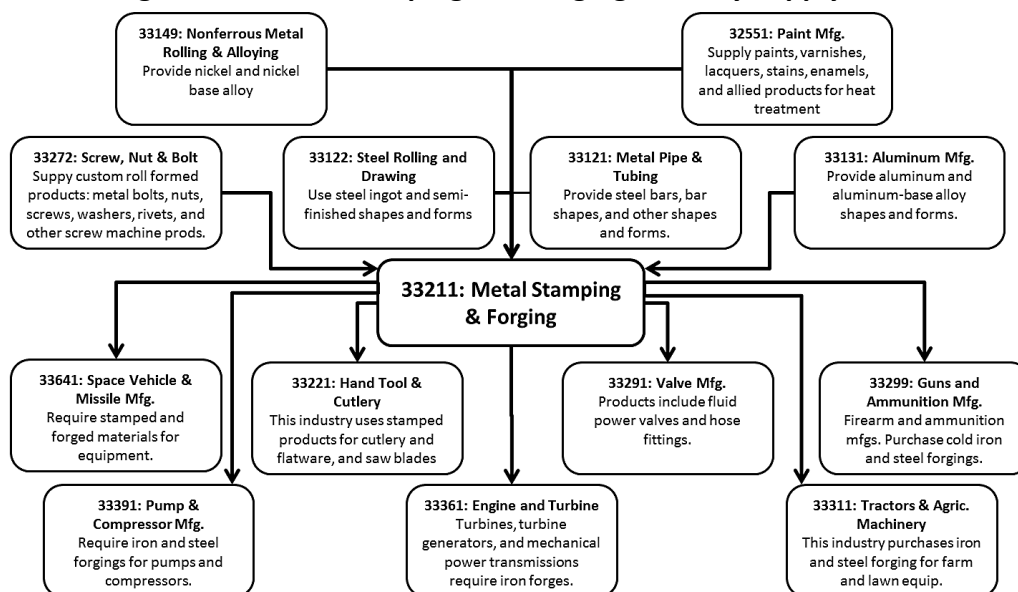 33149: Nonferrous Metal
Rolling & Alloying
Provide nickel and nickel
base alloy
32551: Paint Mfg.
Supply paints, varnishes,
lacquers, stains, enamels,
and allied products for heat
treatment
33272: Screw, Nut & Bolt
Suppy custom roll formed
products: metal bolts, nuts,
screws, washers, rivets, and
other screw machine prods.
33122: Steel Rolling and
Drawing
Use steel ingot and semi-
finished shapes and forms
33121: Metal Pipe &
Tubing
Provide steel bars, bar
shapes, and other shapes
and forms.
33131: Aluminum Mfg.
Provide aluminum and
aluminum-base alloy
shapes and forms.
33211: Metal Stamping
& Forging
33641: Space Vehicle &
Missile Mfg.
Require stamped and
forged materials for
equipment.
33221: Hand Tool &
Cutlery
This industry uses stamped
products for cutlery and
flatware, and saw blades
33291: Valve Mfg.
Products include fluid
power valves and hose
fittings.
33299: Guns and
Ammunition Mfg.
Firearm and ammunition
mfgs. Purchase cold iron
and steel forgings.
33391: Pump &
Compressor Mfg.
Require iron and steel
forgings for pumps and
compressors.
33361: Engine and Turbine
Turbines, turbine
generators, and mechanical
power transmissions
require iron forges.
33311: Tractors & Agric.
Machinery
This industry purchases iron
and steel forging for farm
and lawn equip.